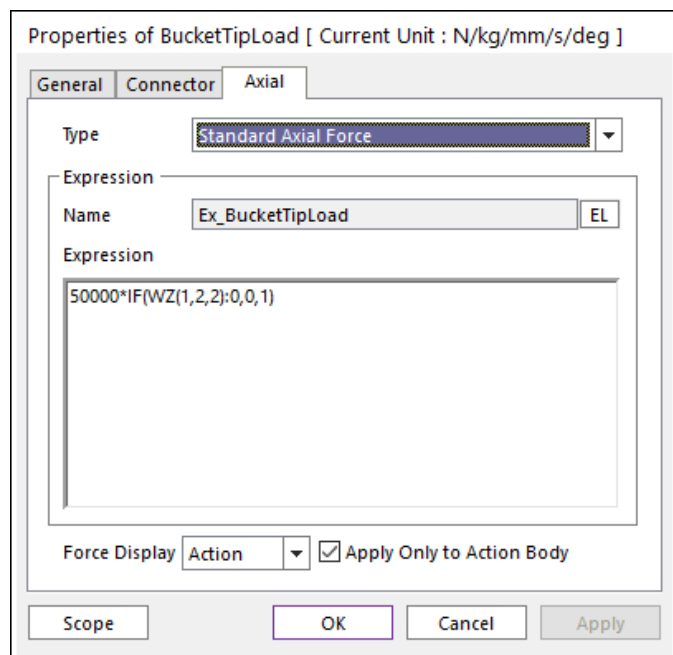 Properties of BucketTipLoad [ Current Unit : N/kg/mm/s/deg ]
General Connector Axial
Type Standard Axial Force
Expression
Name Ex_BucketTipLoad EL
Expression
50000*IF(WZ(1,2,2):0,0,1)
Force Display Action Apply Only to Action Body
Scope OK Cancel Apply